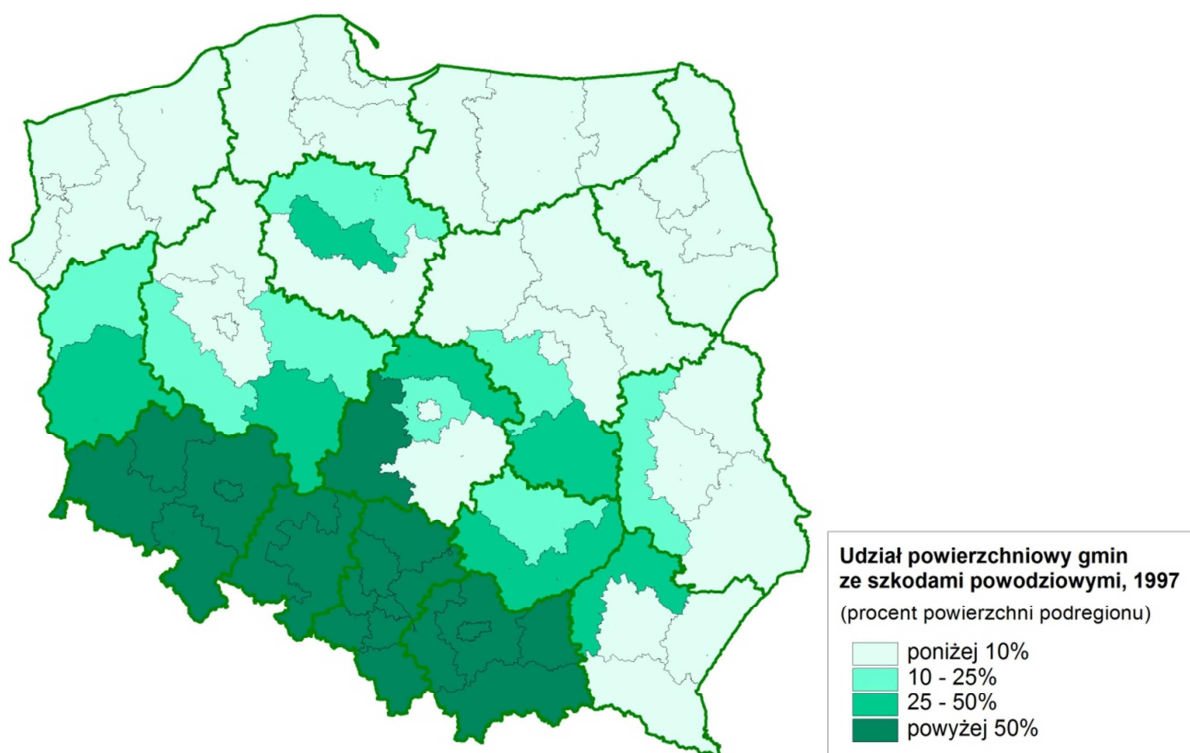 Udział powierzchniowy gmin
ze szkodami powodziowymi, 1997
(procent powierzchni podregionu)
poniżej 10%
10 - 25%
25 - 50%
powyżej 50%